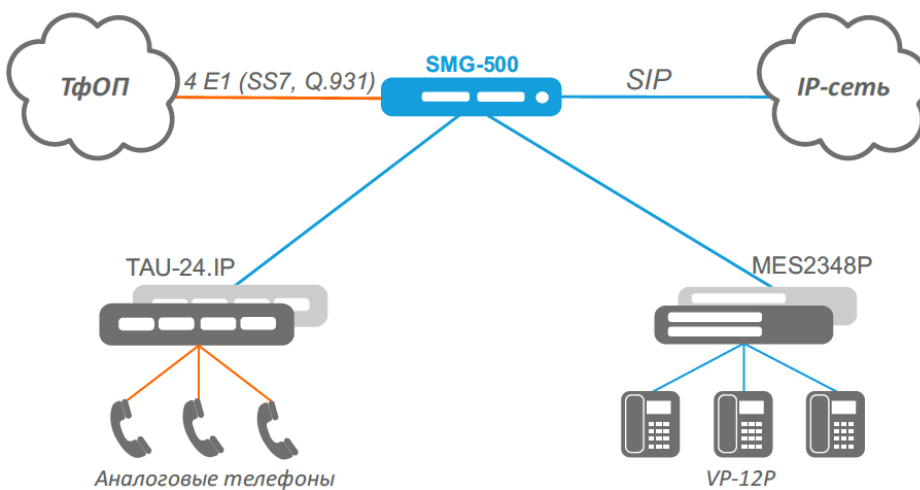 SMG-500
ТфОП
4 E1 (SS7, Q.931)
SIP
IP-сеть
TAU-24.IP
MES2348P
Аналоговые телефоны
VP-12P